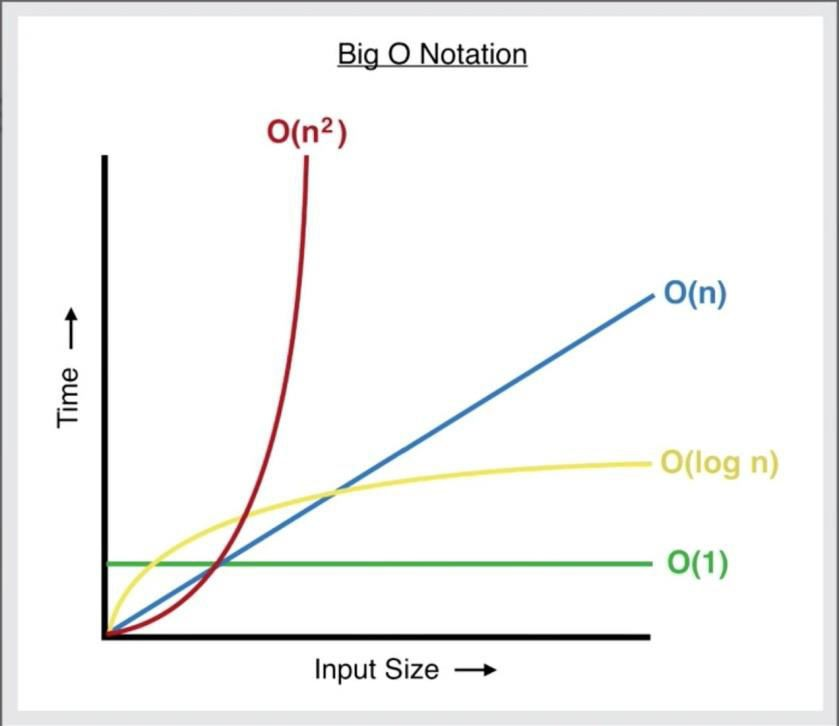 Big O Notation
O(n²)
O(n)
Time →
O(log n)
O(1)
Input Size →